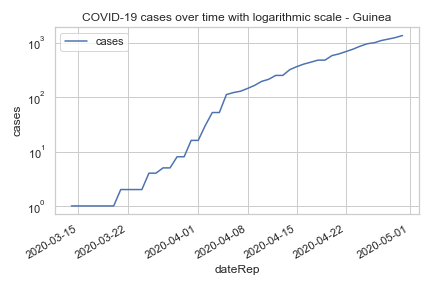 COVID-19 cases over time with logarithmic scale - Guinea
cases
10³
10²
10¹
10⁰
cases
2020-03-15
2020-03-22
2020-04-01
2020-04-08
2020-04-15
2020-04-22
2020-05-01
dateRep